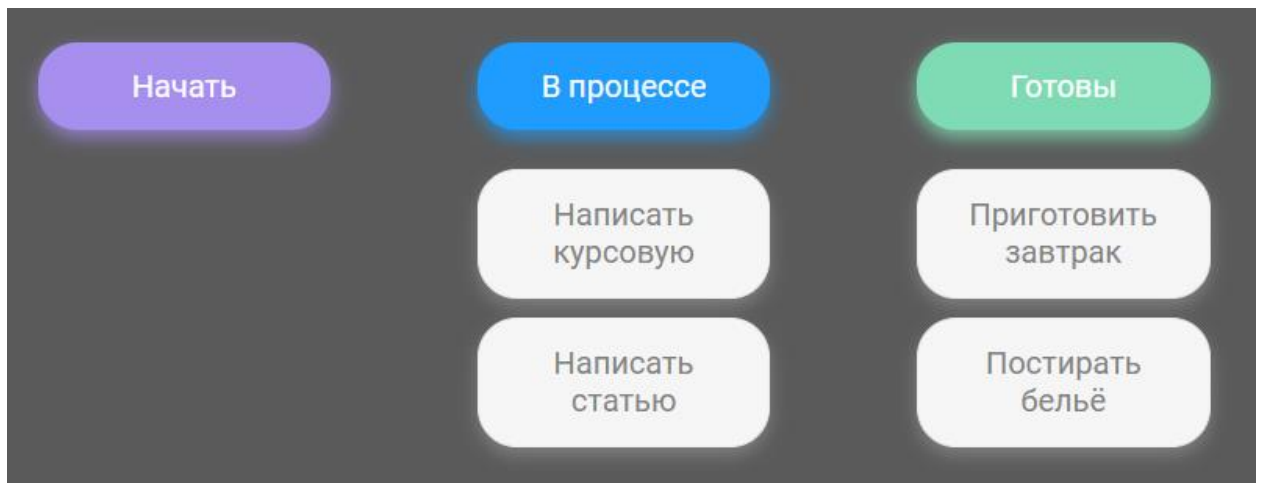 Начать
В процессе
Готовы
Написать
курсовую
Приготовить
завтрак
Написать
статью
Постирать
бельё